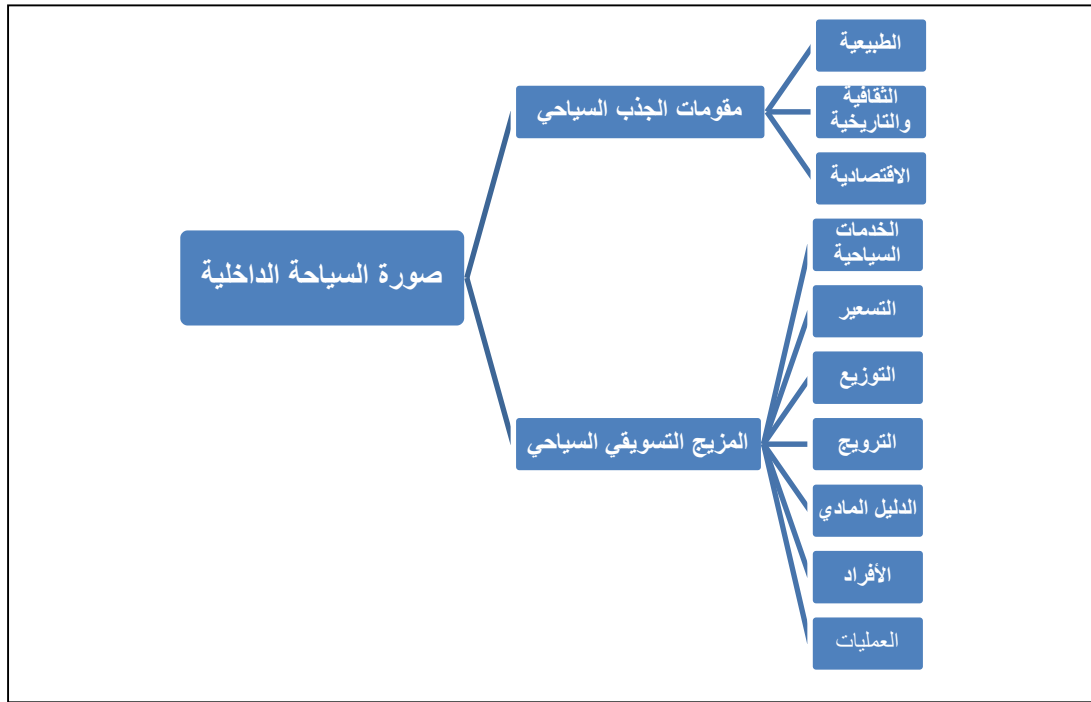 صورة السياحة الداخلية
مقومات الجذب السياحي
الطبيعية
الثقافية
والتاريخية
الاقتصادية
المزيج التسويقي السياحي
الخدمات
السياحية
التسعير
التوزيع
الترويج
الدليل المادي
الأفراد
العمليات